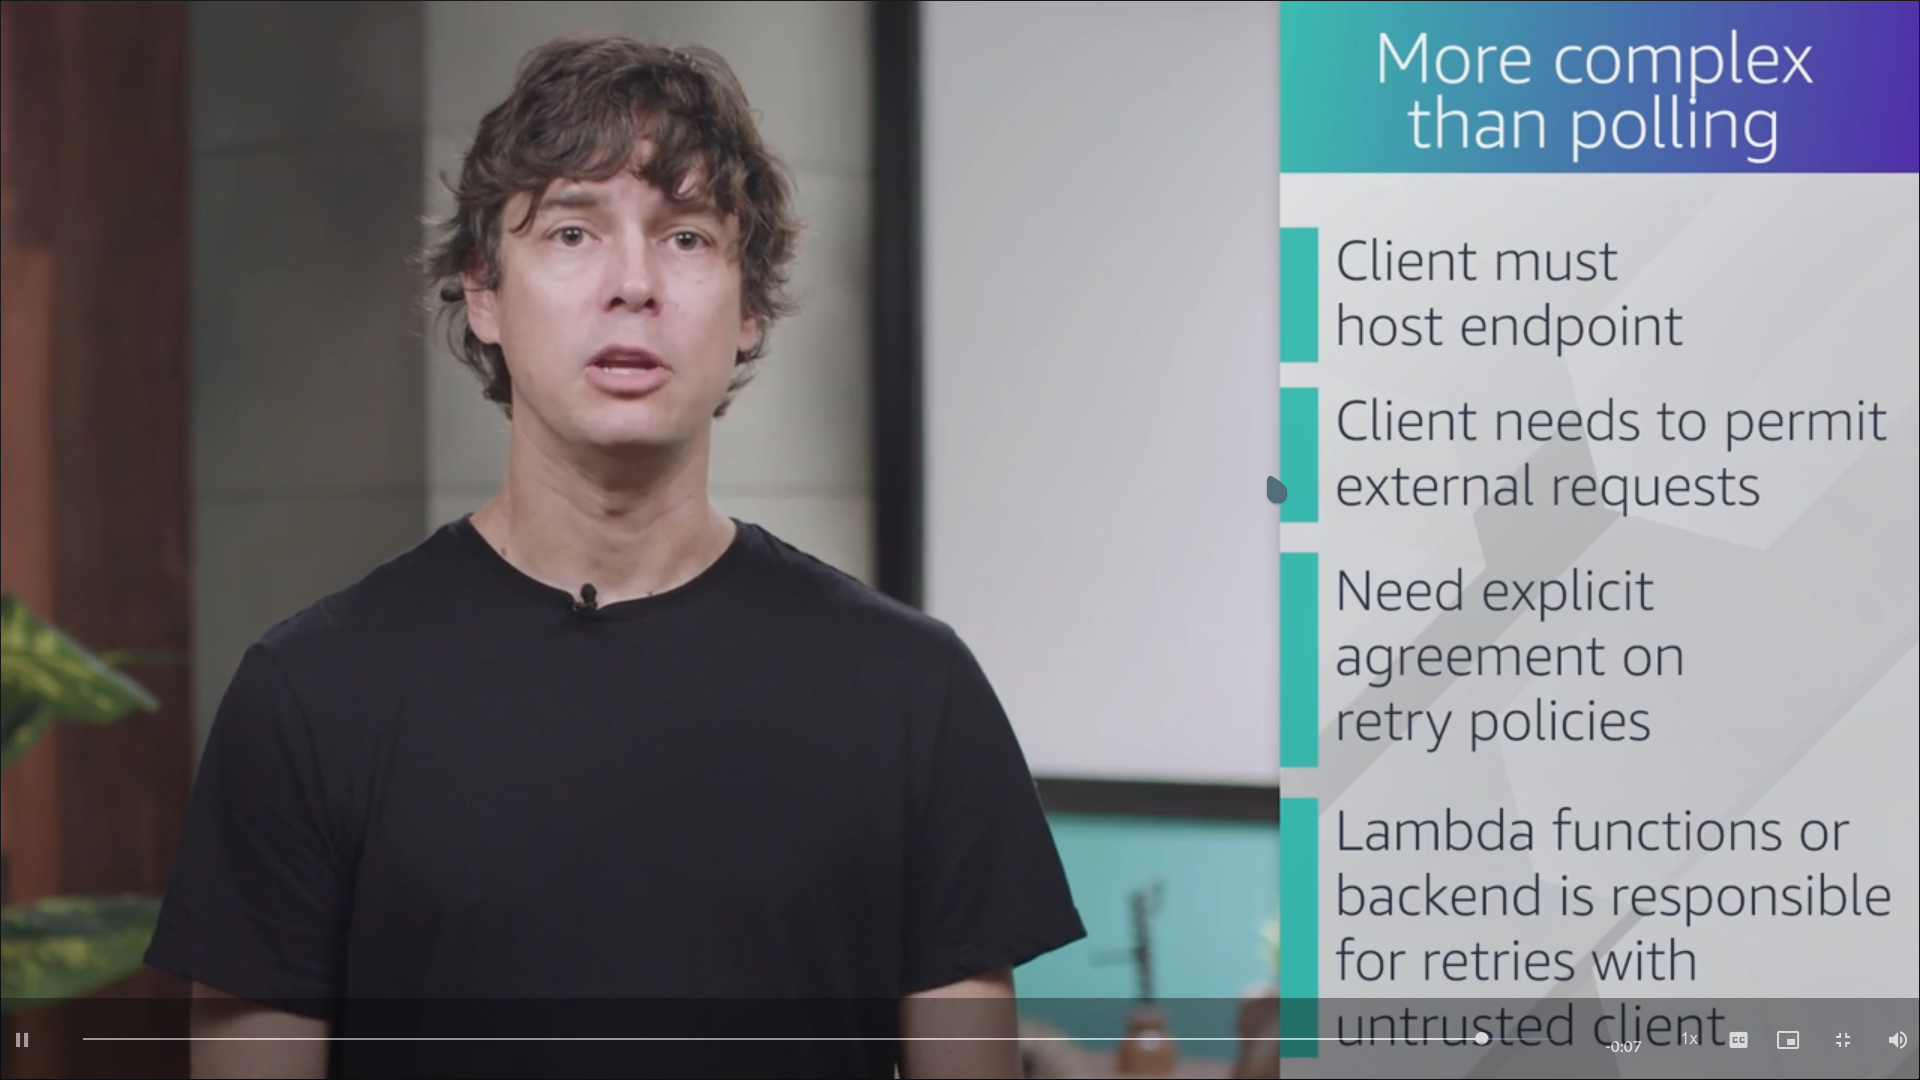 More complex
than polling
Client must
host endpoint
Client needs to permit
external requests
Need explicit
agreement on
retry policies
Lambda functions or
backend is responsible
for retries with
untrusted client
-0:07
1x
CC